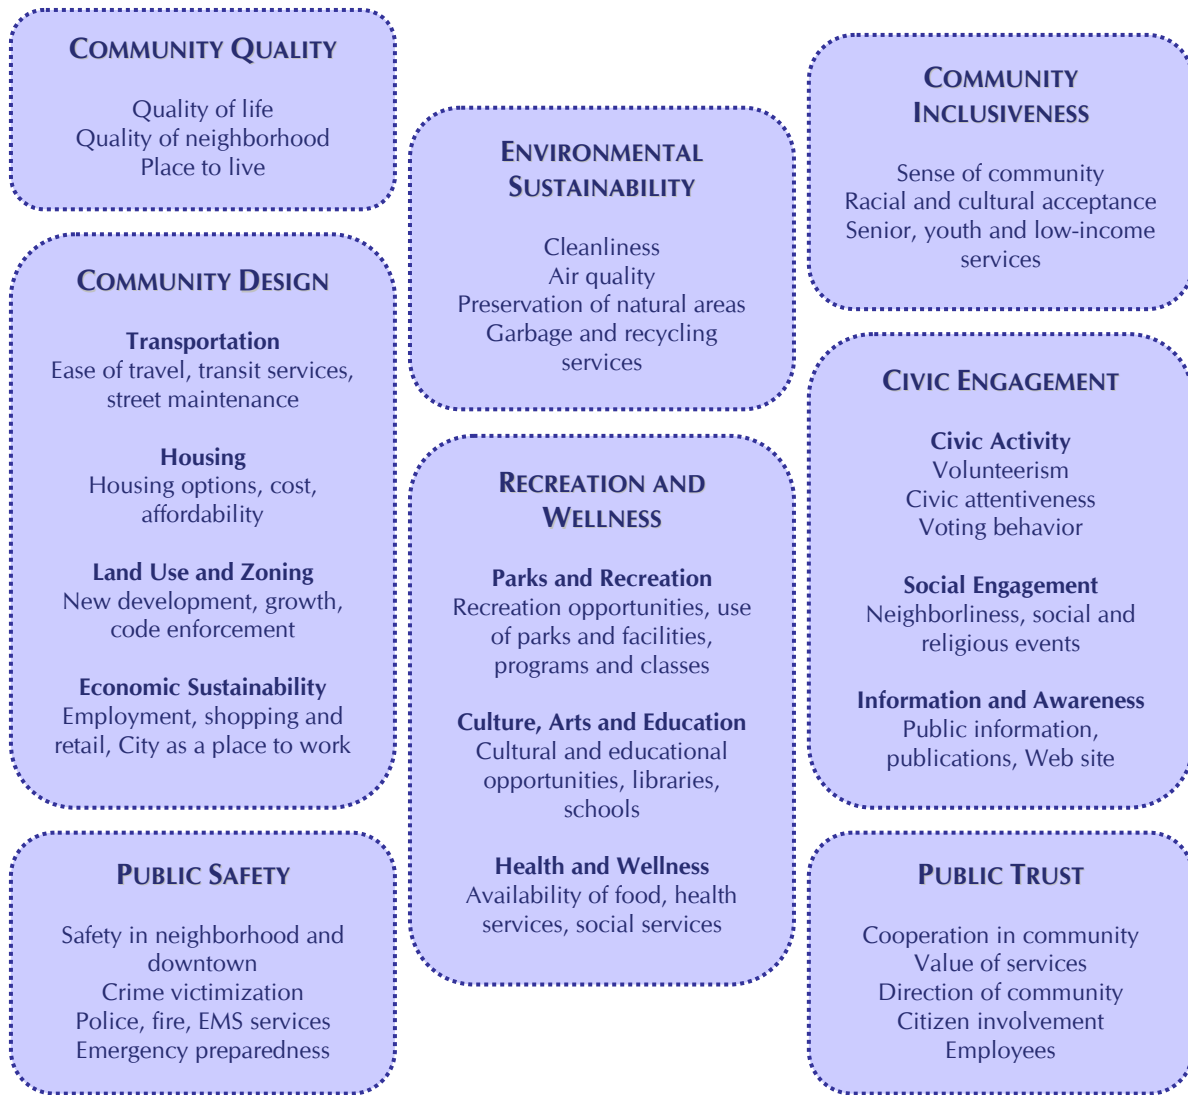 COMMUNITY QUALITY
Quality of life
Quality of neighborhood
Place to live
COMMUNITY DESIGN
Transportation
Ease of travel, transit services,
street maintenance
Housing
Housing options, cost,
affordability
Land Use and Zoning
New development, growth,
code enforcement
Economic Sustainability
Employment, shopping and
retail, City as a place to work
PUBLIC SAFETY
Safety in neighborhood and
downtown
Crime victimization
Police, fire, EMS services
Emergency preparedness
ENVIRONMENTAL
SUSTAINABILITY
Cleanliness
Air quality
Preservation of natural areas
Garbage and recycling
services
RECREATION AND
WELLNESS
Parks and Recreation
Recreation opportunities, use
of parks and facilities,
programs and classes
Culture, Arts and Education
Cultural and educational
opportunities, libraries,
schools
Health and Wellness
Availability of food, health
services, social services
COMMUNITY
INCLUSIVENESS
Sense of community
Racial and cultural acceptance
Senior, youth and low-income
services
CIVIC ENGAGEMENT
Civic Activity
Volunteerism
Civic attentiveness
Voting behavior
Social Engagement
Neighborliness, social and
religious events
Information and Awareness
Public information,
publications, Web site
PUBLIC TRUST
Cooperation in community
Value of services
Direction of community
Citizen involvement
Employees